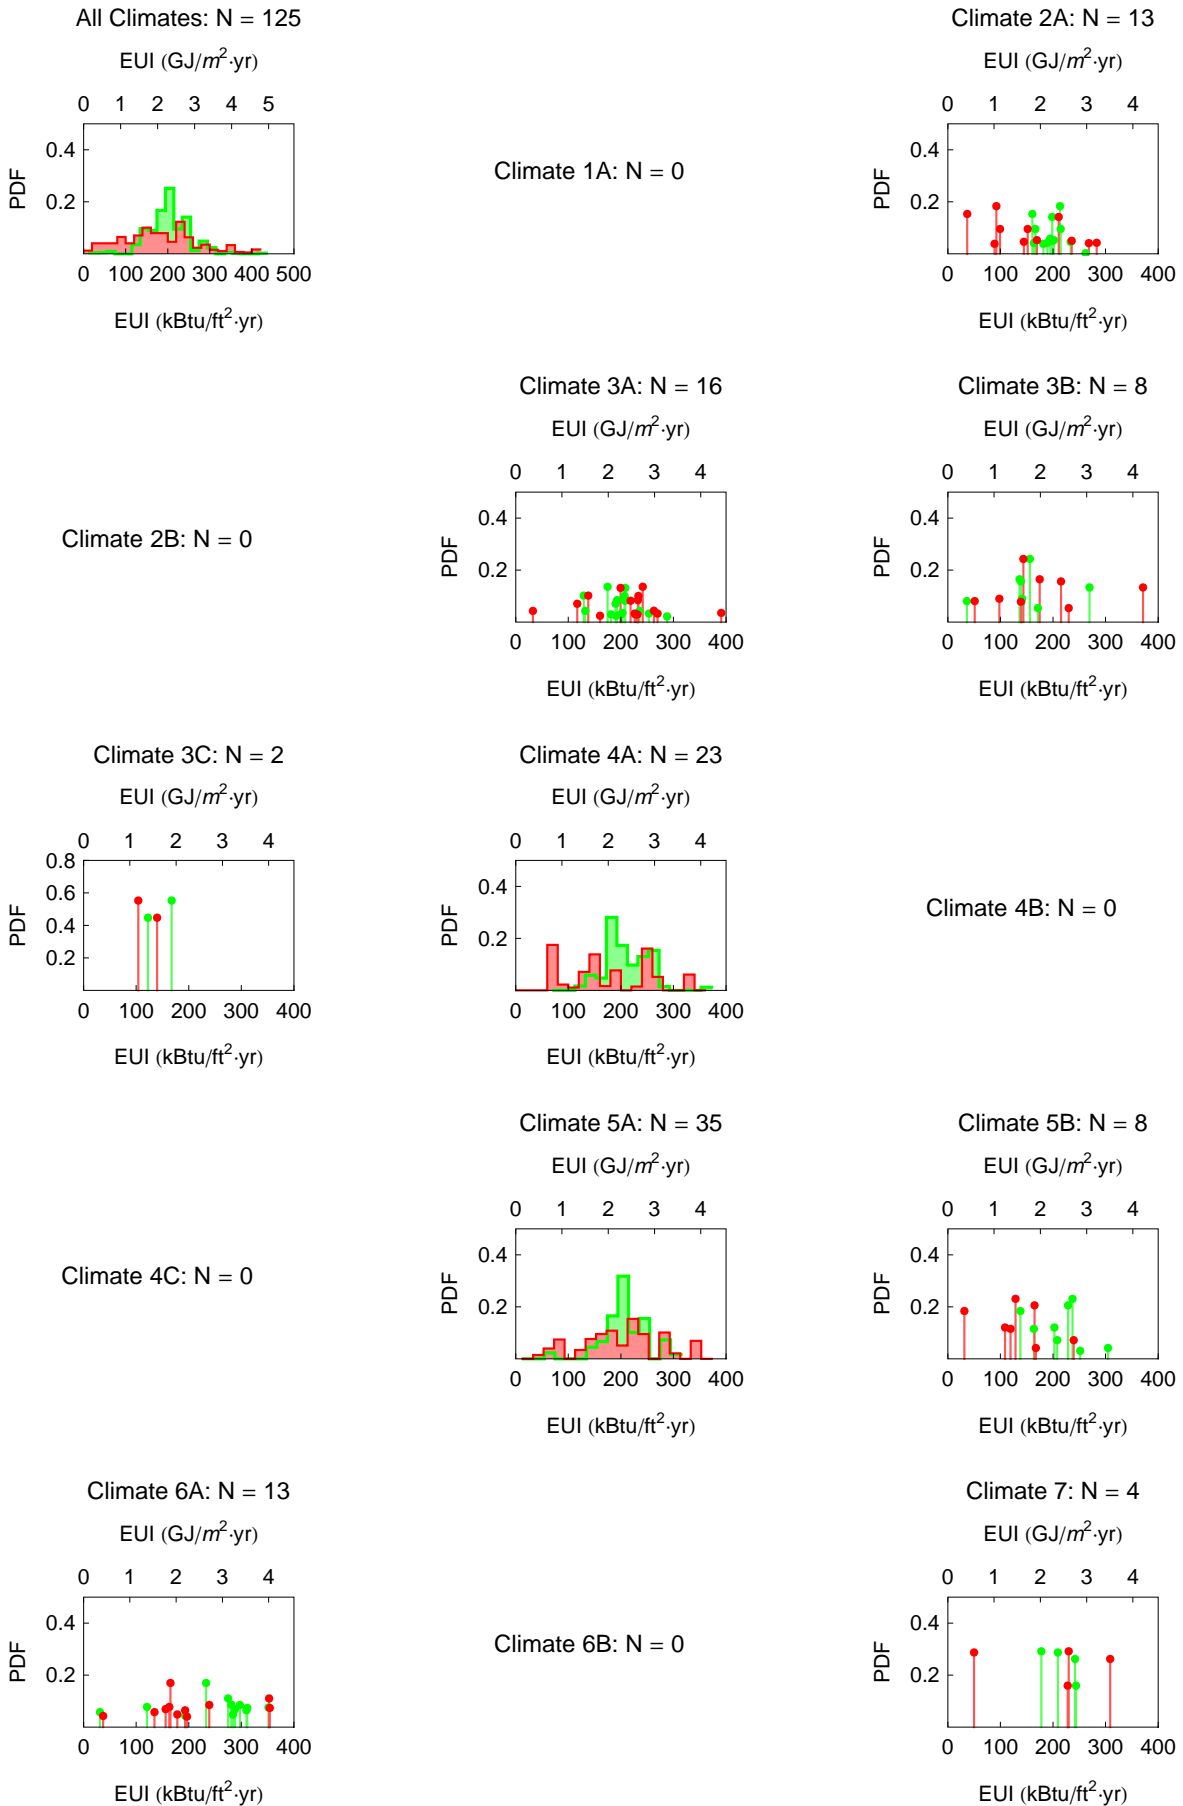 All Climates: N = 125
EUI (GJ/m²·yr)
0 1 2 3 4 5
PDF
0.4
0.2
0 100 200 300 400 500
EUI (kBtu/ft²·yr)
Climate 1A: N = 0
Climate 2A: N = 13
EUI (GJ/m²·yr)
0 1 2 3 4
PDF
0.4
0.2
0 100 200 300 400
EUI (kBtu/ft²·yr)
Climate 2B: N = 0
Climate 3A: N = 16
EUI (GJ/m²·yr)
0 1 2 3 4
PDF
0.4
0.2
0 100 200 300 400
EUI (kBtu/ft²·yr)
Climate 3B: N = 8
EUI (GJ/m²·yr)
0 1 2 3 4
PDF
0.4
0.2
0 100 200 300 400
EUI (kBtu/ft²·yr)
Climate 3C: N = 2
EUI (GJ/m²·yr)
0 1 2 3 4
PDF
0.8
0.6
0.4
0.2
0 100 200 300 400
EUI (kBtu/ft²·yr)
Climate 4A: N = 23
EUI (GJ/m²·yr)
0 1 2 3 4
PDF
0.4
0.2
0 100 200 300 400
EUI (kBtu/ft²·yr)
Climate 4B: N = 0
Climate 4C: N = 0
Climate 5A: N = 35
EUI (GJ/m²·yr)
0 1 2 3 4
PDF
0.4
0.2
0 100 200 300 400
EUI (kBtu/ft²·yr)
Climate 5B: N = 8
EUI (GJ/m²·yr)
0 1 2 3 4
PDF
0.4
0.2
0 100 200 300 400
EUI (kBtu/ft²·yr)
Climate 6A: N = 13
EUI (GJ/m²·yr)
0 1 2 3 4
PDF
0.4
0.2
0 100 200 300 400
EUI (kBtu/ft²·yr)
Climate 6B: N = 0
Climate 7: N = 4
EUI (GJ/m²·yr)
0 1 2 3 4
PDF
0.4
0.2
0 100 200 300 400
EUI (kBtu/ft²·yr)